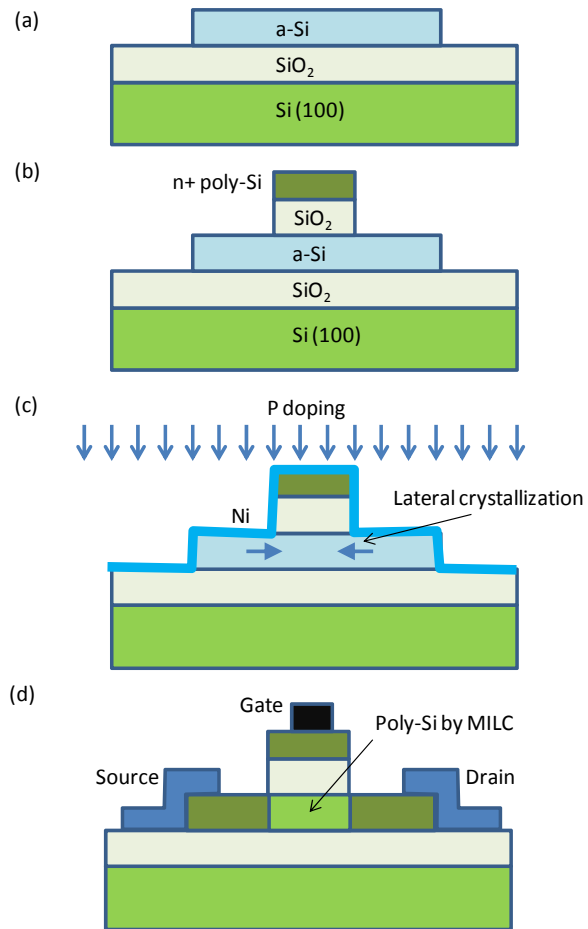 (a)
a-Si
SiO₂
Si (100)
(b)
n+ poly-Si
SiO₂
a-Si
SiO₂
Si (100)
(c)
P doping
Ni
Lateral crystallization
(d)
Gate
Poly-Si by MILC
Source
Drain